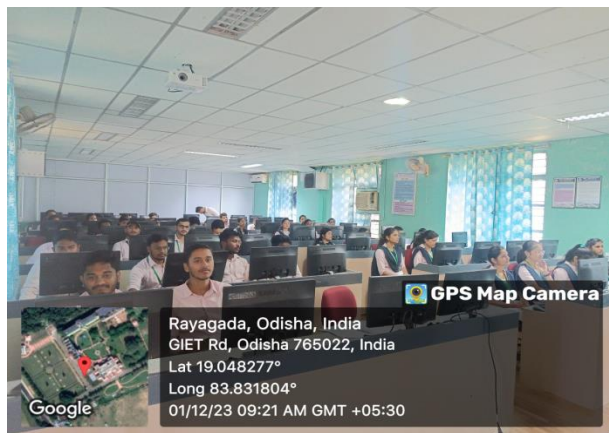 GPS Map Camera
Rayagada, Odisha, India
GIET Rd, Odisha 765022, India
Lat 19.048277°
Long 83.831804°
01/12/23 09:21 AM GMT +05:30
Google